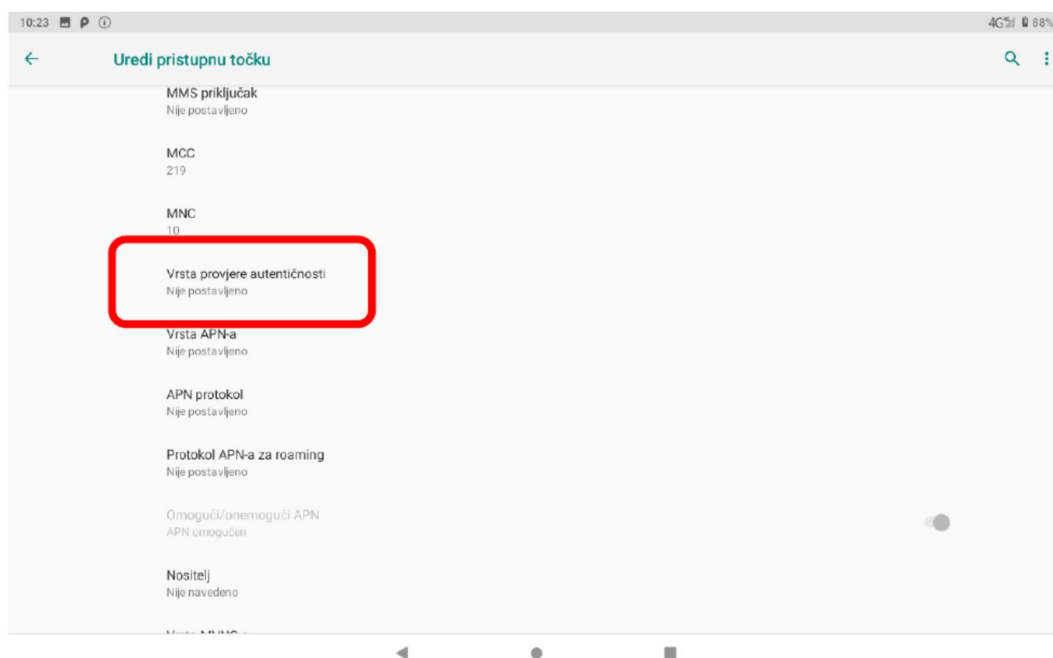 10:23
4G 88%
Uredi pristupnu točku
MMS priključak
Nije postavljeno
MCC
219
MNC
10
Vrsta provjere autentičnosti
Nije postavljeno
Vrsta APN-a
Nije postavljeno
APN protokol
Nije postavljeno
Protokol APN-a za roaming
Nije postavljeno
Omogući/onemogući APN
APN omogućen
Nositelj
Nije navedeno